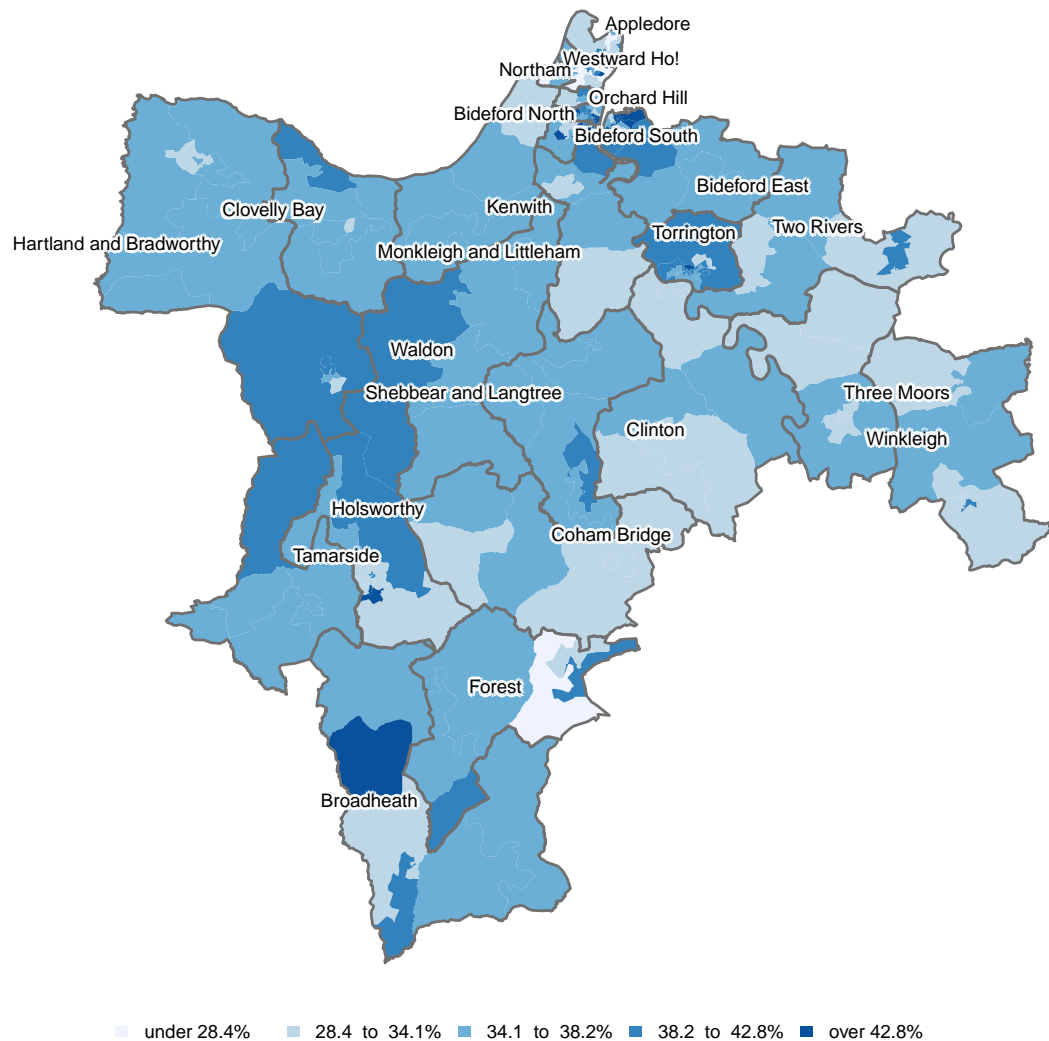 Appledore
Westward Ho!
Northam
Orchard Hill
Bideford North
Bideford South
Bideford East
Kenwith
Clovelly Bay
Hartland and Bradworthy
Two Rivers
Torrington
Monkleigh and Littleham
Waldon
Shebbear and Langtree
Three Moors
Clinton
Winkleigh
Holsworthy
Coham Bridge
Tamarside
Forest
Broadheath
under 28.4% 28.4 to 34.1% 34.1 to 38.2% 38.2 to 42.8% over 42.8%